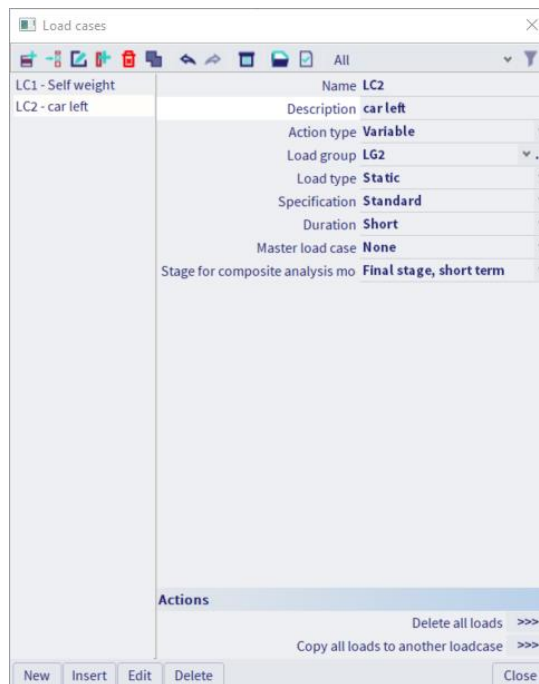 Load cases
All
LC1 - Self weight
LC2 - car left
Name LC2
Description car left
Action type Variable
Load group LG2
Load type Static
Specification Standard
Duration Short
Master load case None
Stage for composite analysis mo Final stage, short term
Actions
Delete all loads >>>
Copy all loads to another loadcase >>>
New Insert Edit Delete Close